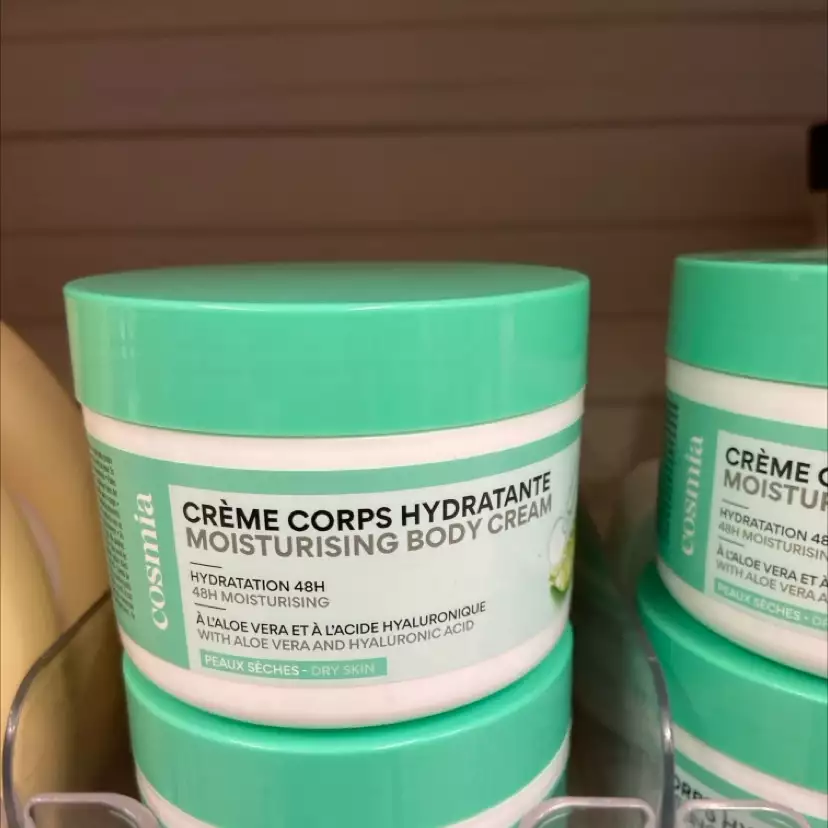 cosmia
CRÈME CORPS HYDRATANTE
MOISTURISING BODY CREAM
HYDRATATION 48H
48H MOISTURISING
À L'ALOE VERA ET À L'ACIDE HYALURONIQUE
WITH ALOE VERA AND HYALURONIC ACID
PEAUX SÈCHES - DRY SKIN
cosmia
CRÈME C
MOISTUR
HYDRATATION 48
48H MOISTURISIN
À L'ALOE VERA ET À
WITH ALOE VERA A
PEAUX SÈCHES - DR